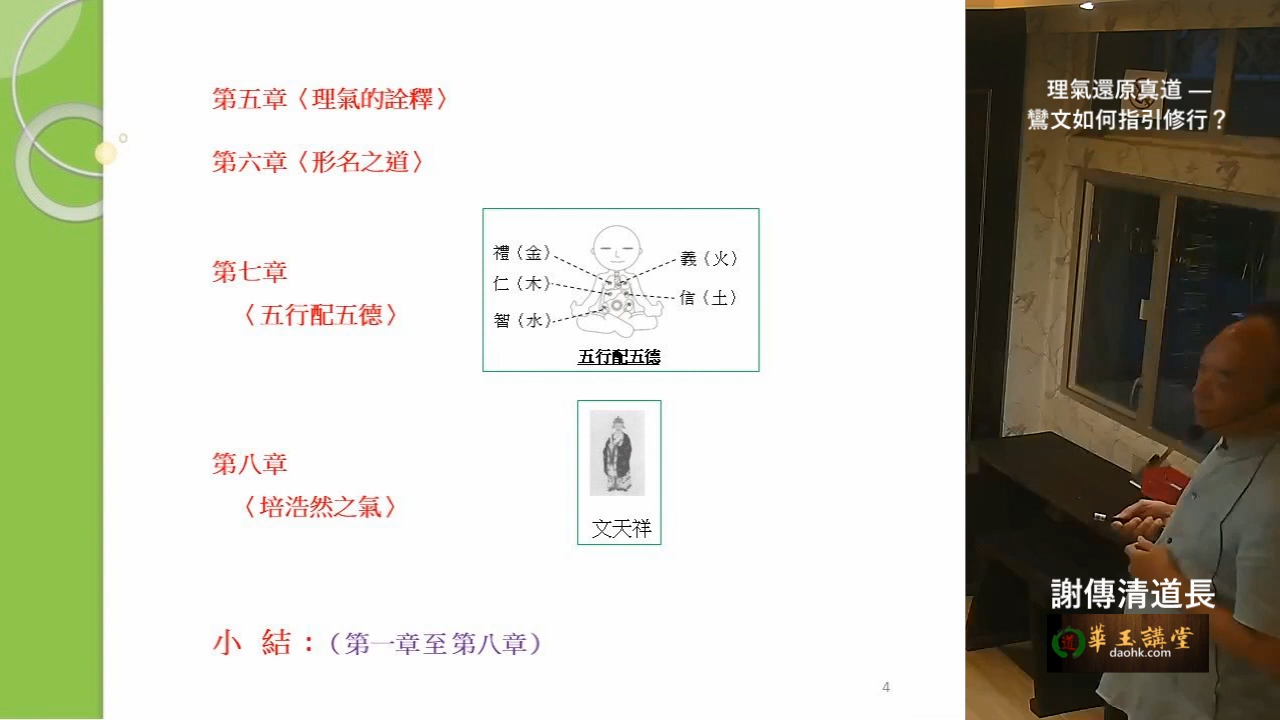 第五章〈理氣的詮釋〉
第六章〈形名之道〉
第七章
〈五行配五德〉
禮（金）
仁（木）
智（水）
義（火）
信（土）
五行配五德
第八章
〈培浩然之氣〉
文天祥
小 結：（第一章至第八章）
4
理氣還原真道 —
鸞文如何指引修行？
謝傳清道長
道
華玉講堂
daohk.com